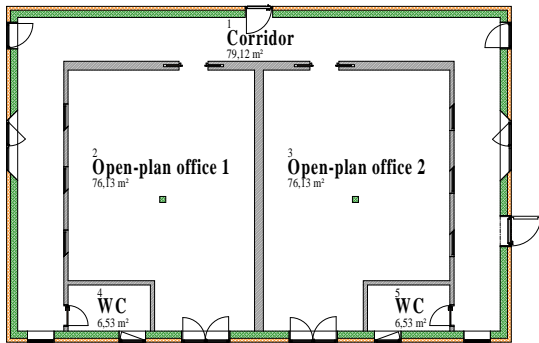 1
Corridor
79,12 m²
2
Open-plan office 1
76,13 m²
3
Open-plan office 2
76,13 m²
4
WC
6,53 m²
5
WC
6,53 m²